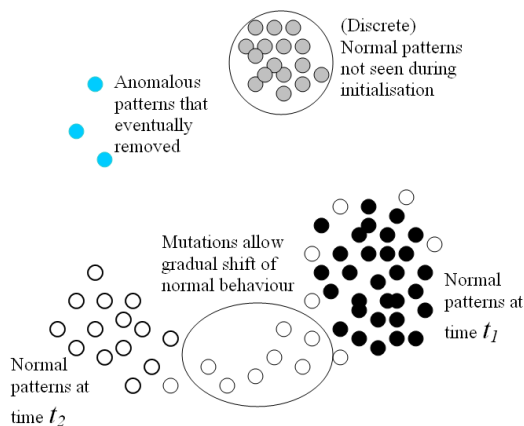 (Discrete)
Normal patterns
not seen during
initialisation
Anomalous
patterns that
eventually
removed
Mutations allow
gradual shift of
normal behaviour
Normal
patterns at
time t1
Normal
patterns at
time t2